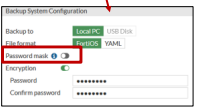 Backup System Configuration
Backup to Local PC USB Disk
File format FortiOS YAML
Password mask
Encryption
Password ••••••••
Confirm password ••••••••